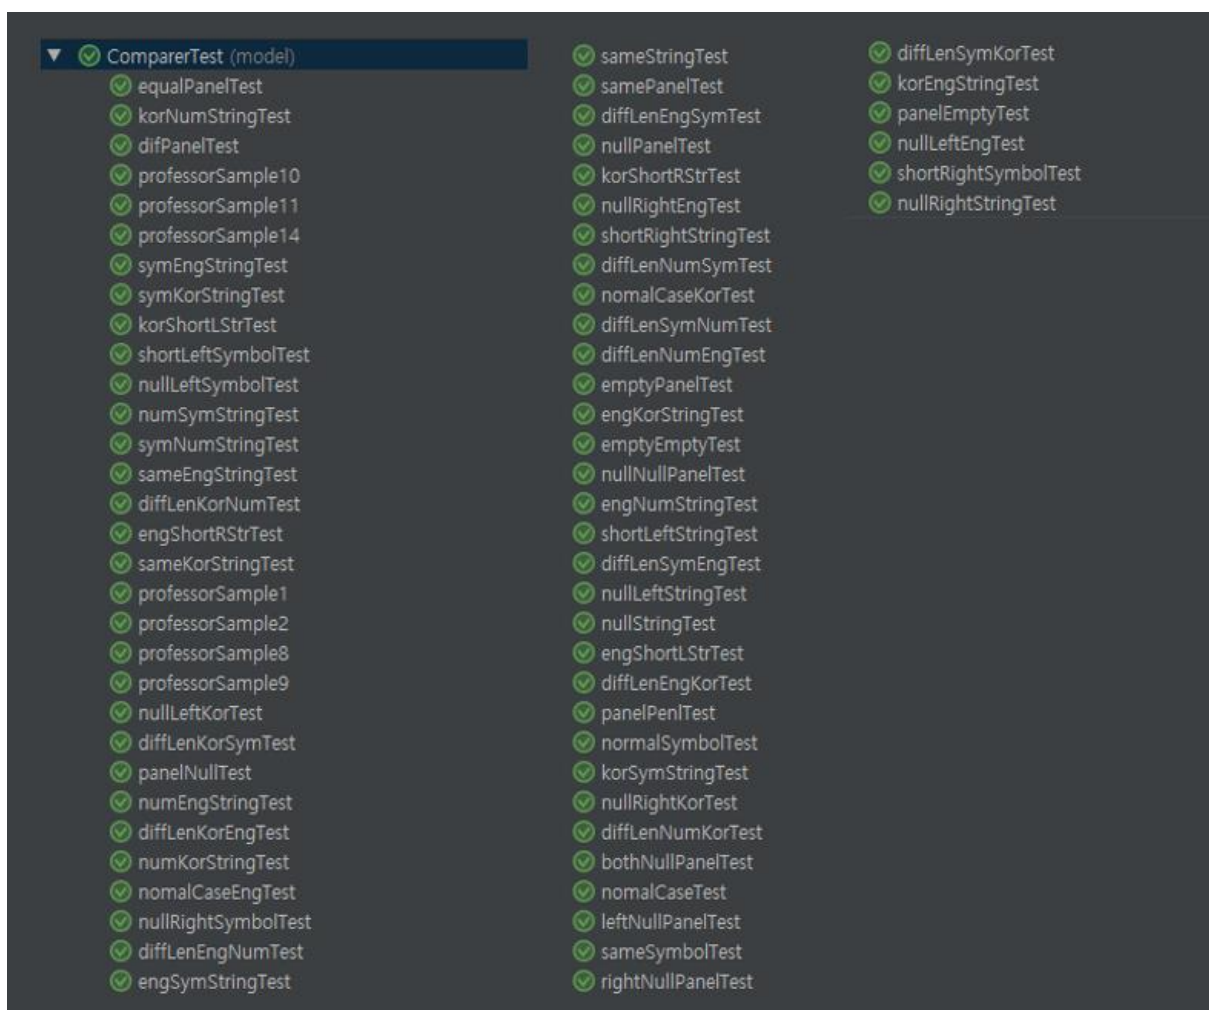 ComparerTest (model)
equalPanelTest
korNumStringTest
difPanelTest
professorSample10
professorSample11
professorSample14
symEngStringTest
symKorStringTest
korShortLStrTest
shortLeftSymbolTest
nullLeftSymbolTest
numSymStringTest
symNumStringTest
sameEngStringTest
diffLenKorNumTest
engShortRStrTest
sameKorStringTest
professorSample1
professorSample2
professorSample8
professorSample9
nullLeftKorTest
diffLenKorSymTest
panelNullTest
numEngStringTest
diffLenKorEngTest
numKorStringTest
nomalCaseEngTest
nullRightSymbolTest
diffLenEngNumTest
engSymStringTest
sameStringTest
samePanelTest
diffLenEngSymTest
nullPanelTest
korShortRStrTest
nullRightEngTest
shortRightStringTest
diffLenNumSymTest
nomalCaseKorTest
diffLenSymNumTest
diffLenNumEngTest
emptyPanelTest
engKorStringTest
emptyEmptyTest
nullNullPanelTest
engNumStringTest
shortLeftStringTest
diffLenSymEngTest
nullLeftStringTest
nullStringTest
engShortLStrTest
diffLenEngKorTest
panelPenlTest
normalSymbolTest
korSymStringTest
nullRightKorTest
diffLenNumKorTest
bothNullPanelTest
nomalCaseTest
leftNullPanelTest
sameSymbolTest
rightNullPanelTest
diffLenSymKorTest
korEngStringTest
panelEmptyTest
nullLeftEngTest
shortRightSymbolTest
nullRightStringTest